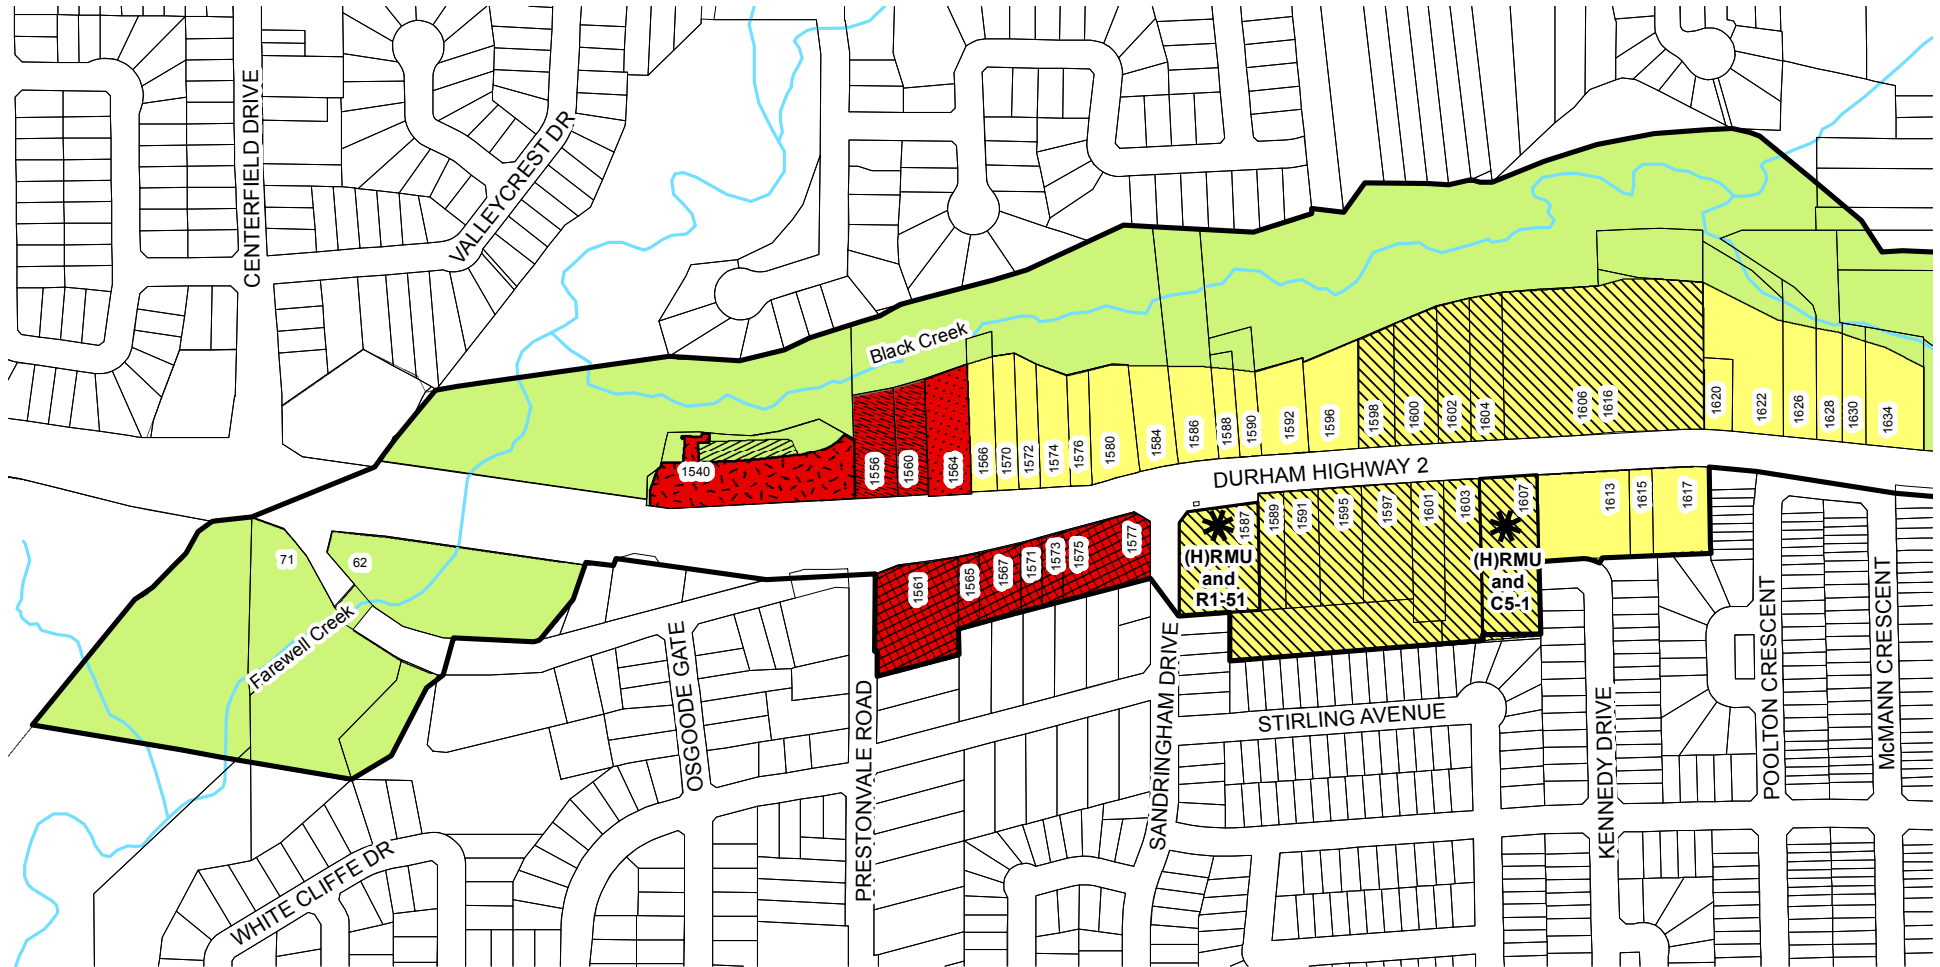 CENTERFIELD DRIVE
VALLEYCREST DR
Black Creek
1540
1556
1560
1564
1566
1570
1572
1574
1576
1580
1584
1586
1588
1590
1592
1596
1598
1600
1602
1604
1606
1616
1620
1622
1626
1628
1630
1634
DURHAM HIGHWAY 2
71
62
Farewell Creek
1561
1565
1567
1571
1573
1575
1577
1587
1589
1591
1595
1597
1601
1603
1607
1613
1615
1617
(H)RMU
and
R1-51
(H)RMU
and
C5-1
OSGOODE GATE
PRESTONVALE ROAD
SANDRINGHAM DRIVE
STIRLING AVENUE
KENNEDY DRIVE
POOLTON CRESCENT
McMANN CRESCENT
WHITE CLIFFE DR